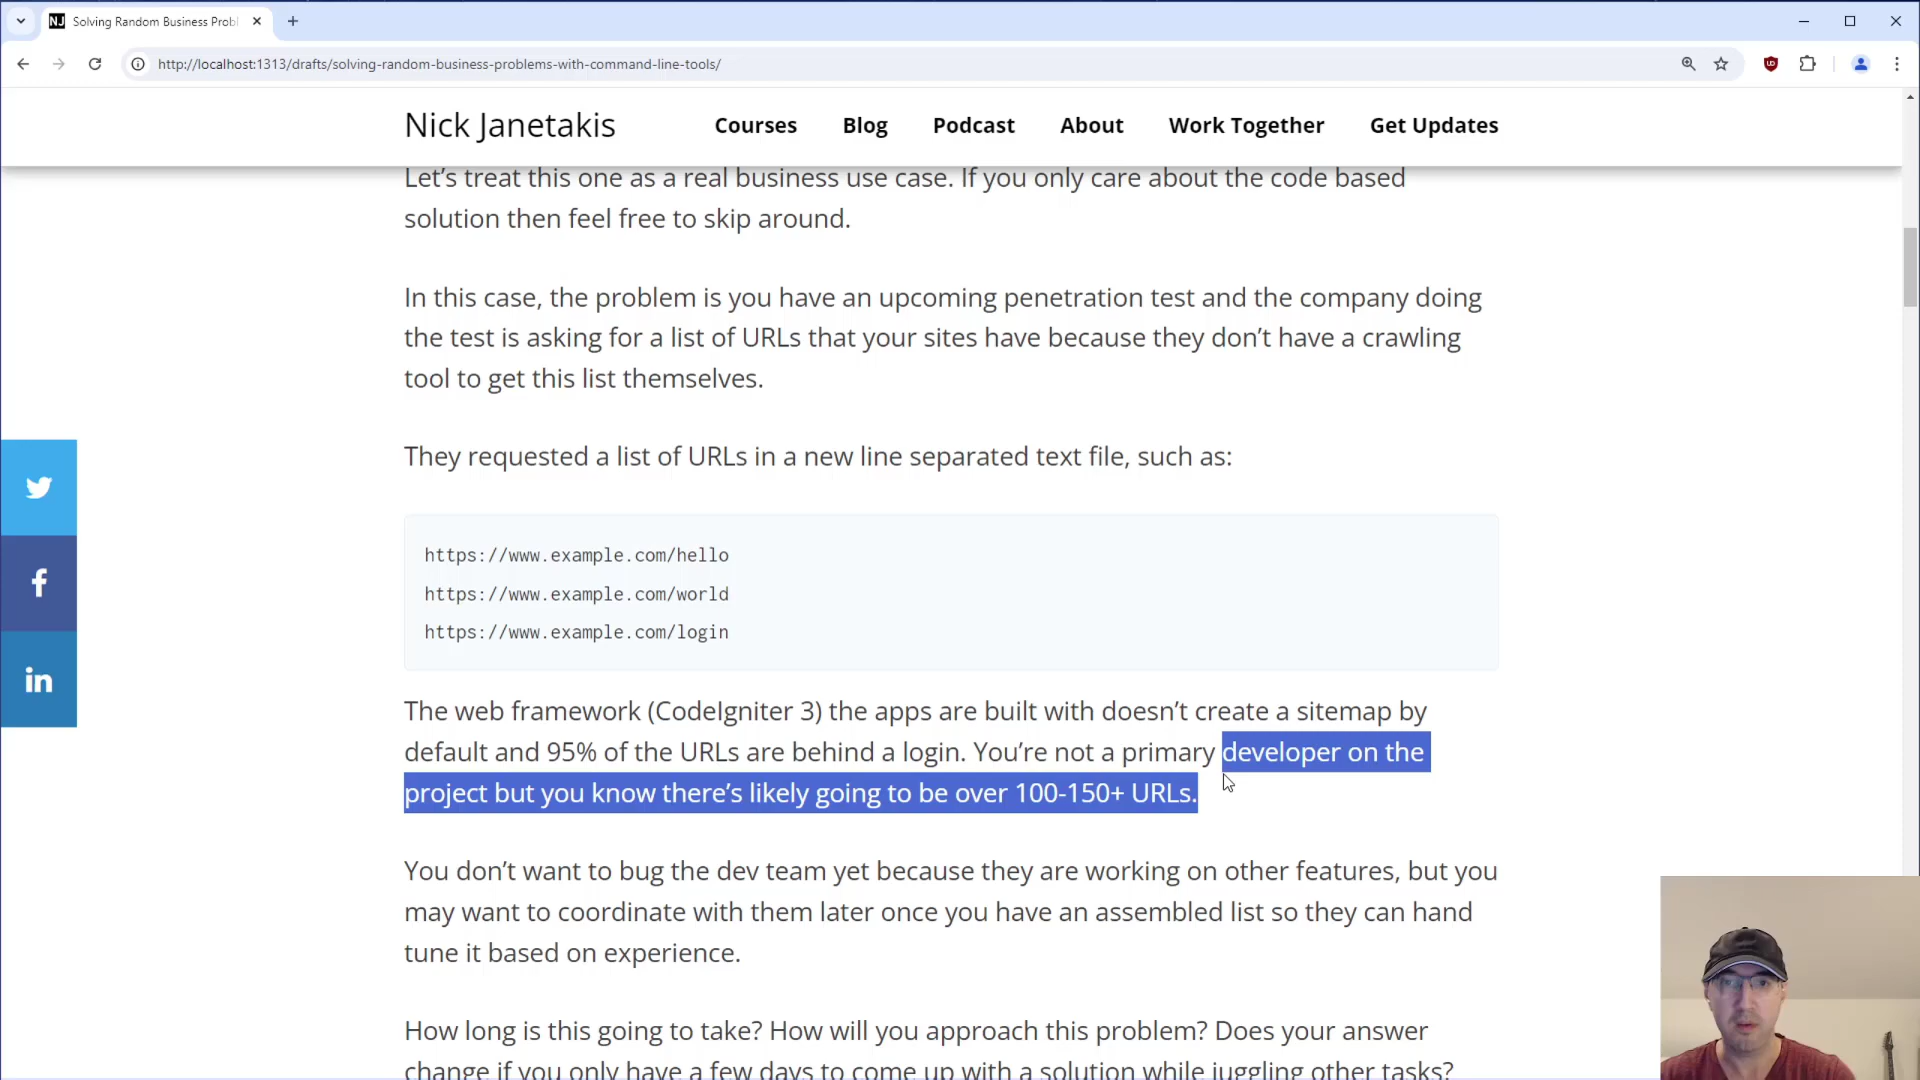 Solving Random Business Probl
http://localhost:1313/drafts/solving-random-business-problems-with-command-line-tools/
Nick Janetakis
Courses
Blog
Podcast
About
Work Together
Get Updates
Let’s treat this one as a real business use case. If you only care about the code based
solution then feel free to skip around.
In this case, the problem is you have an upcoming penetration test and the company doing
the test is asking for a list of URLs that your sites have because they don’t have a crawling
tool to get this list themselves.
They requested a list of URLs in a new line separated text file, such as:
https://www.example.com/hello
https://www.example.com/world
https://www.example.com/login
The web framework (CodeIgniter 3) the apps are built with doesn’t create a sitemap by
default and 95% of the URLs are behind a login. You’re not a primary developer on the
project but you know there’s likely going to be over 100-150+ URLs.
You don’t want to bug the dev team yet because they are working on other features, but you
may want to coordinate with them later once you have an assembled list so they can hand
tune it based on experience.
How long is this going to take? How will you approach this problem? Does your answer
change if you only have a few days to come up with a solution while juggling other tasks?